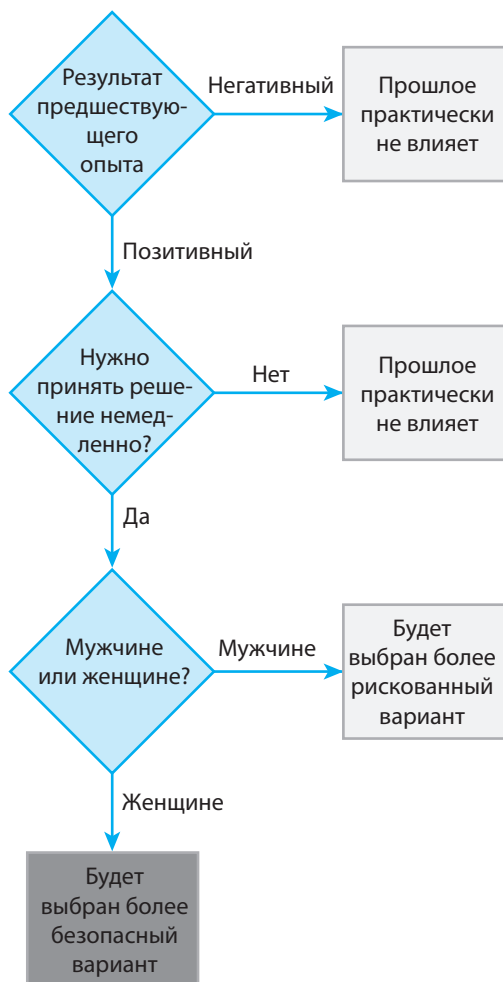 Результат
предшествую-
щего
опыта
Негативный
Прошлое
практически
не влияет
Позитивный
Нужно
принять реше-
ние немед-
ленно?
Нет
Прошлое
практически
не влияет
Да
Мужчине
или женщине?
Мужчине
Будет
выбран более
рискованный
вариант
Женщине
Будет
выбран более
безопасный
вариант